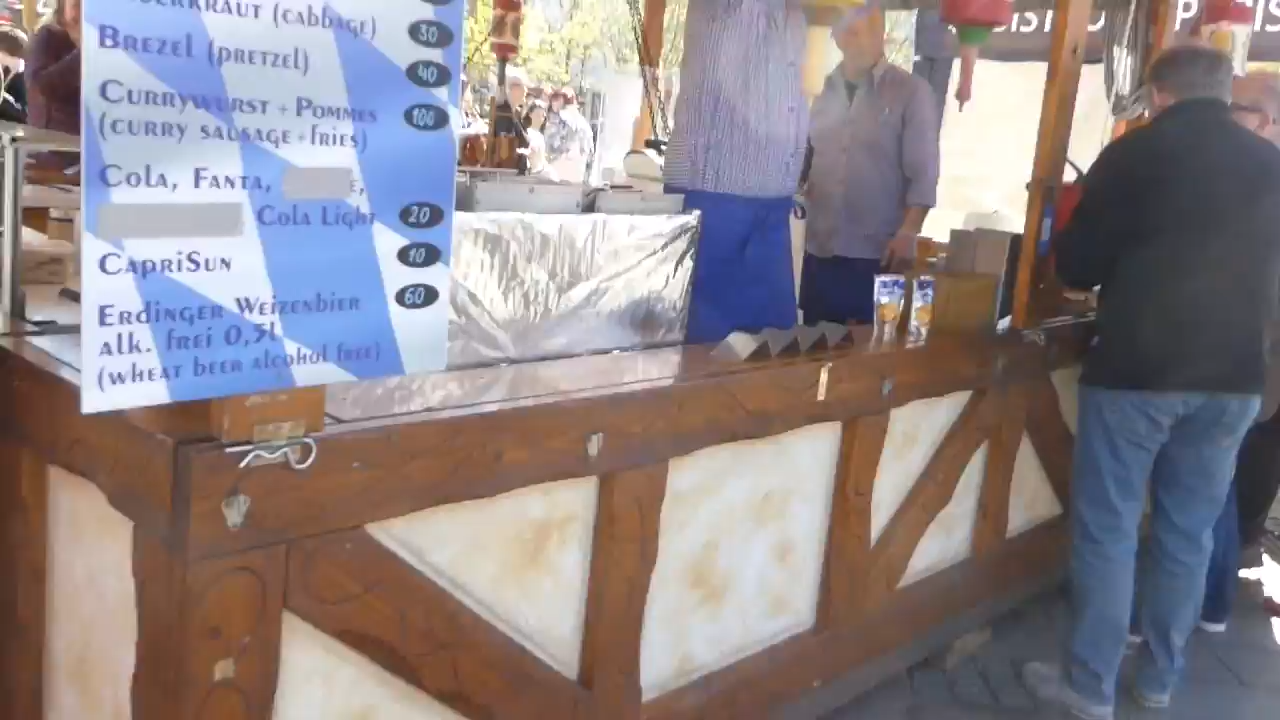 (CABBAGE)
30
BREZEL (PRETZEL)
40
CURRYWURST + POMMES
100
(CURRY SAUSAGE + FRIES)
COLA, FANTA,
COLA LIGHT
20
CAPRISUN
10
ERDINGER WEIZENBIER
60
ALK. FREI 0,5L
(WHEAT BEER ALCOHOL FREE)